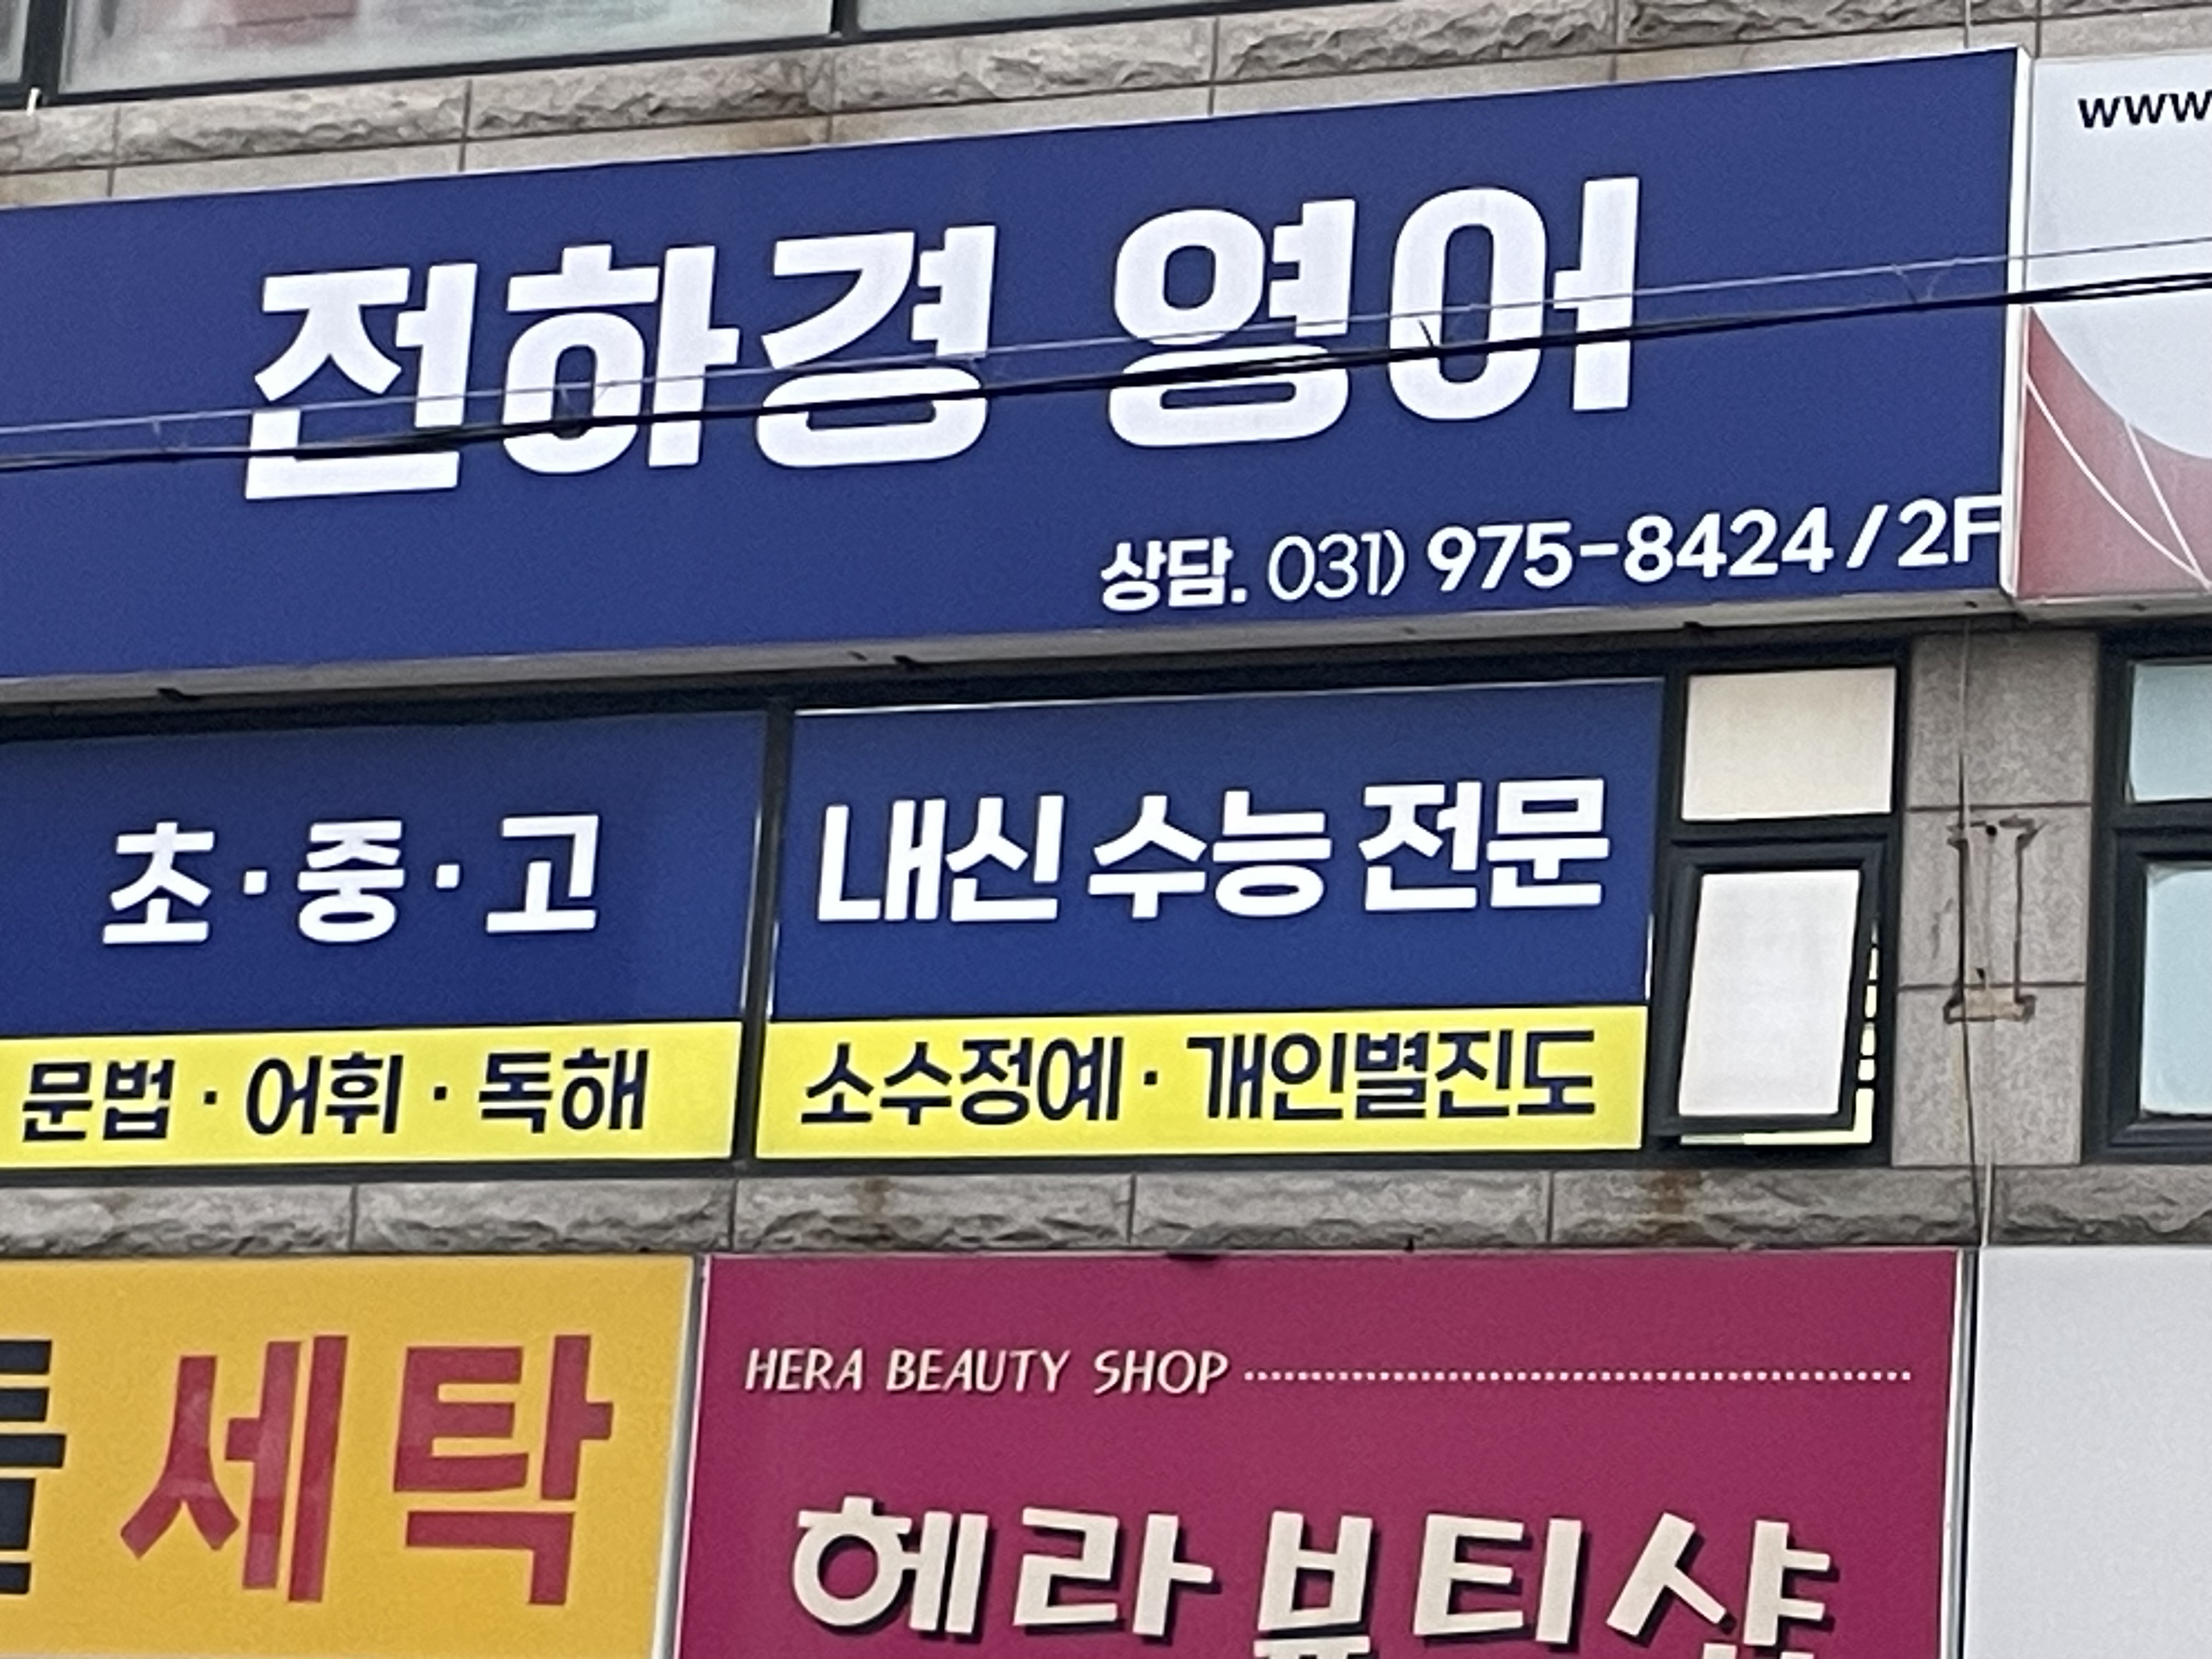 전하경 영어
상담. 031) 975-8424 / 2F
www
초·중·고
내신 수능 전문
문법·어휘·독해
소수정예·개인별진도
세탁
HERA BEAUTY SHOP
헤라 뷰티샵